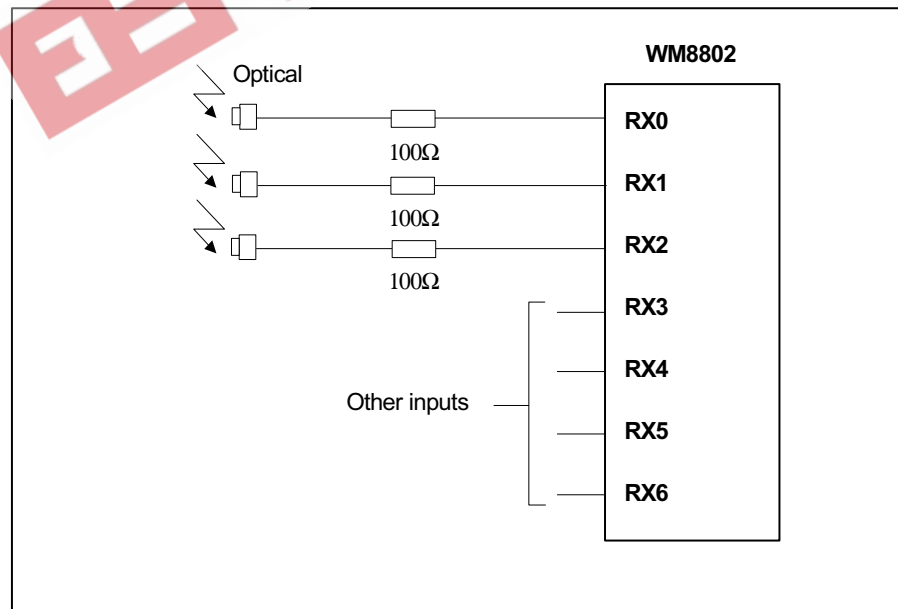 WM8802
Optical
RX0
100Ω
RX1
100Ω
RX2
100Ω
RX3
RX4
Other inputs
RX5
RX6